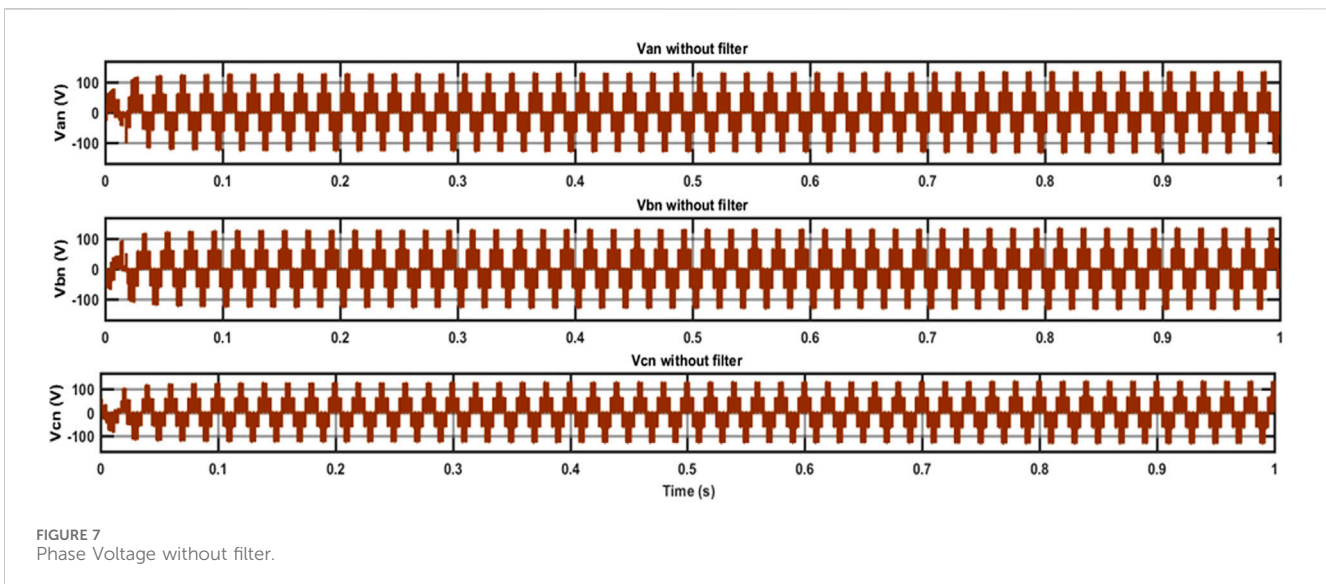 Van without filter
Van (V)
100
0
-100
0 0.1 0.2 0.3 0.4 0.5 0.6 0.7 0.8 0.9 1
Vbn without filter
Vbn (V)
100
0
-100
0 0.1 0.2 0.3 0.4 0.5 0.6 0.7 0.8 0.9 1
Vcn without filter
Vcn (V)
100
0
-100
0 0.1 0.2 0.3 0.4 0.5 0.6 0.7 0.8 0.9 1
Time (s)
FIGURE 7
Phase Voltage without filter.